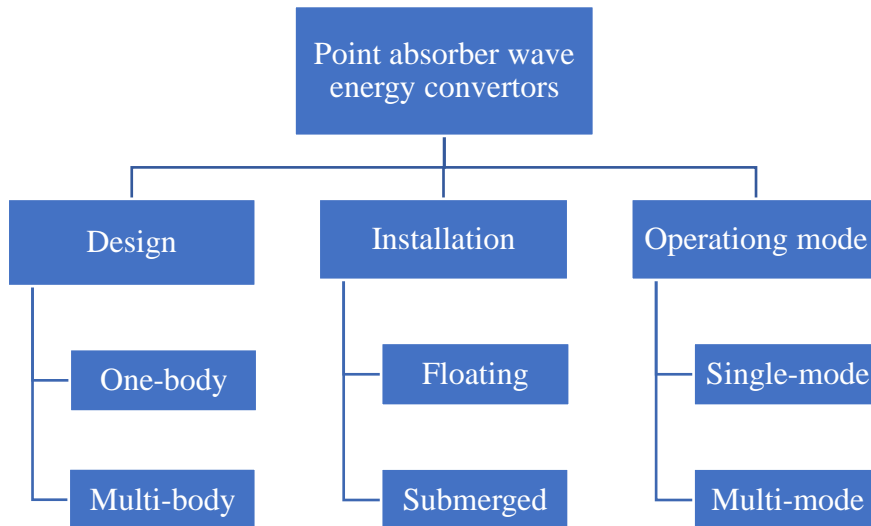 Point absorber wave
energy convertors
Design
Installation
Operationg mode
One-body
Floating
Single-mode
Multi-body
Submerged
Multi-mode